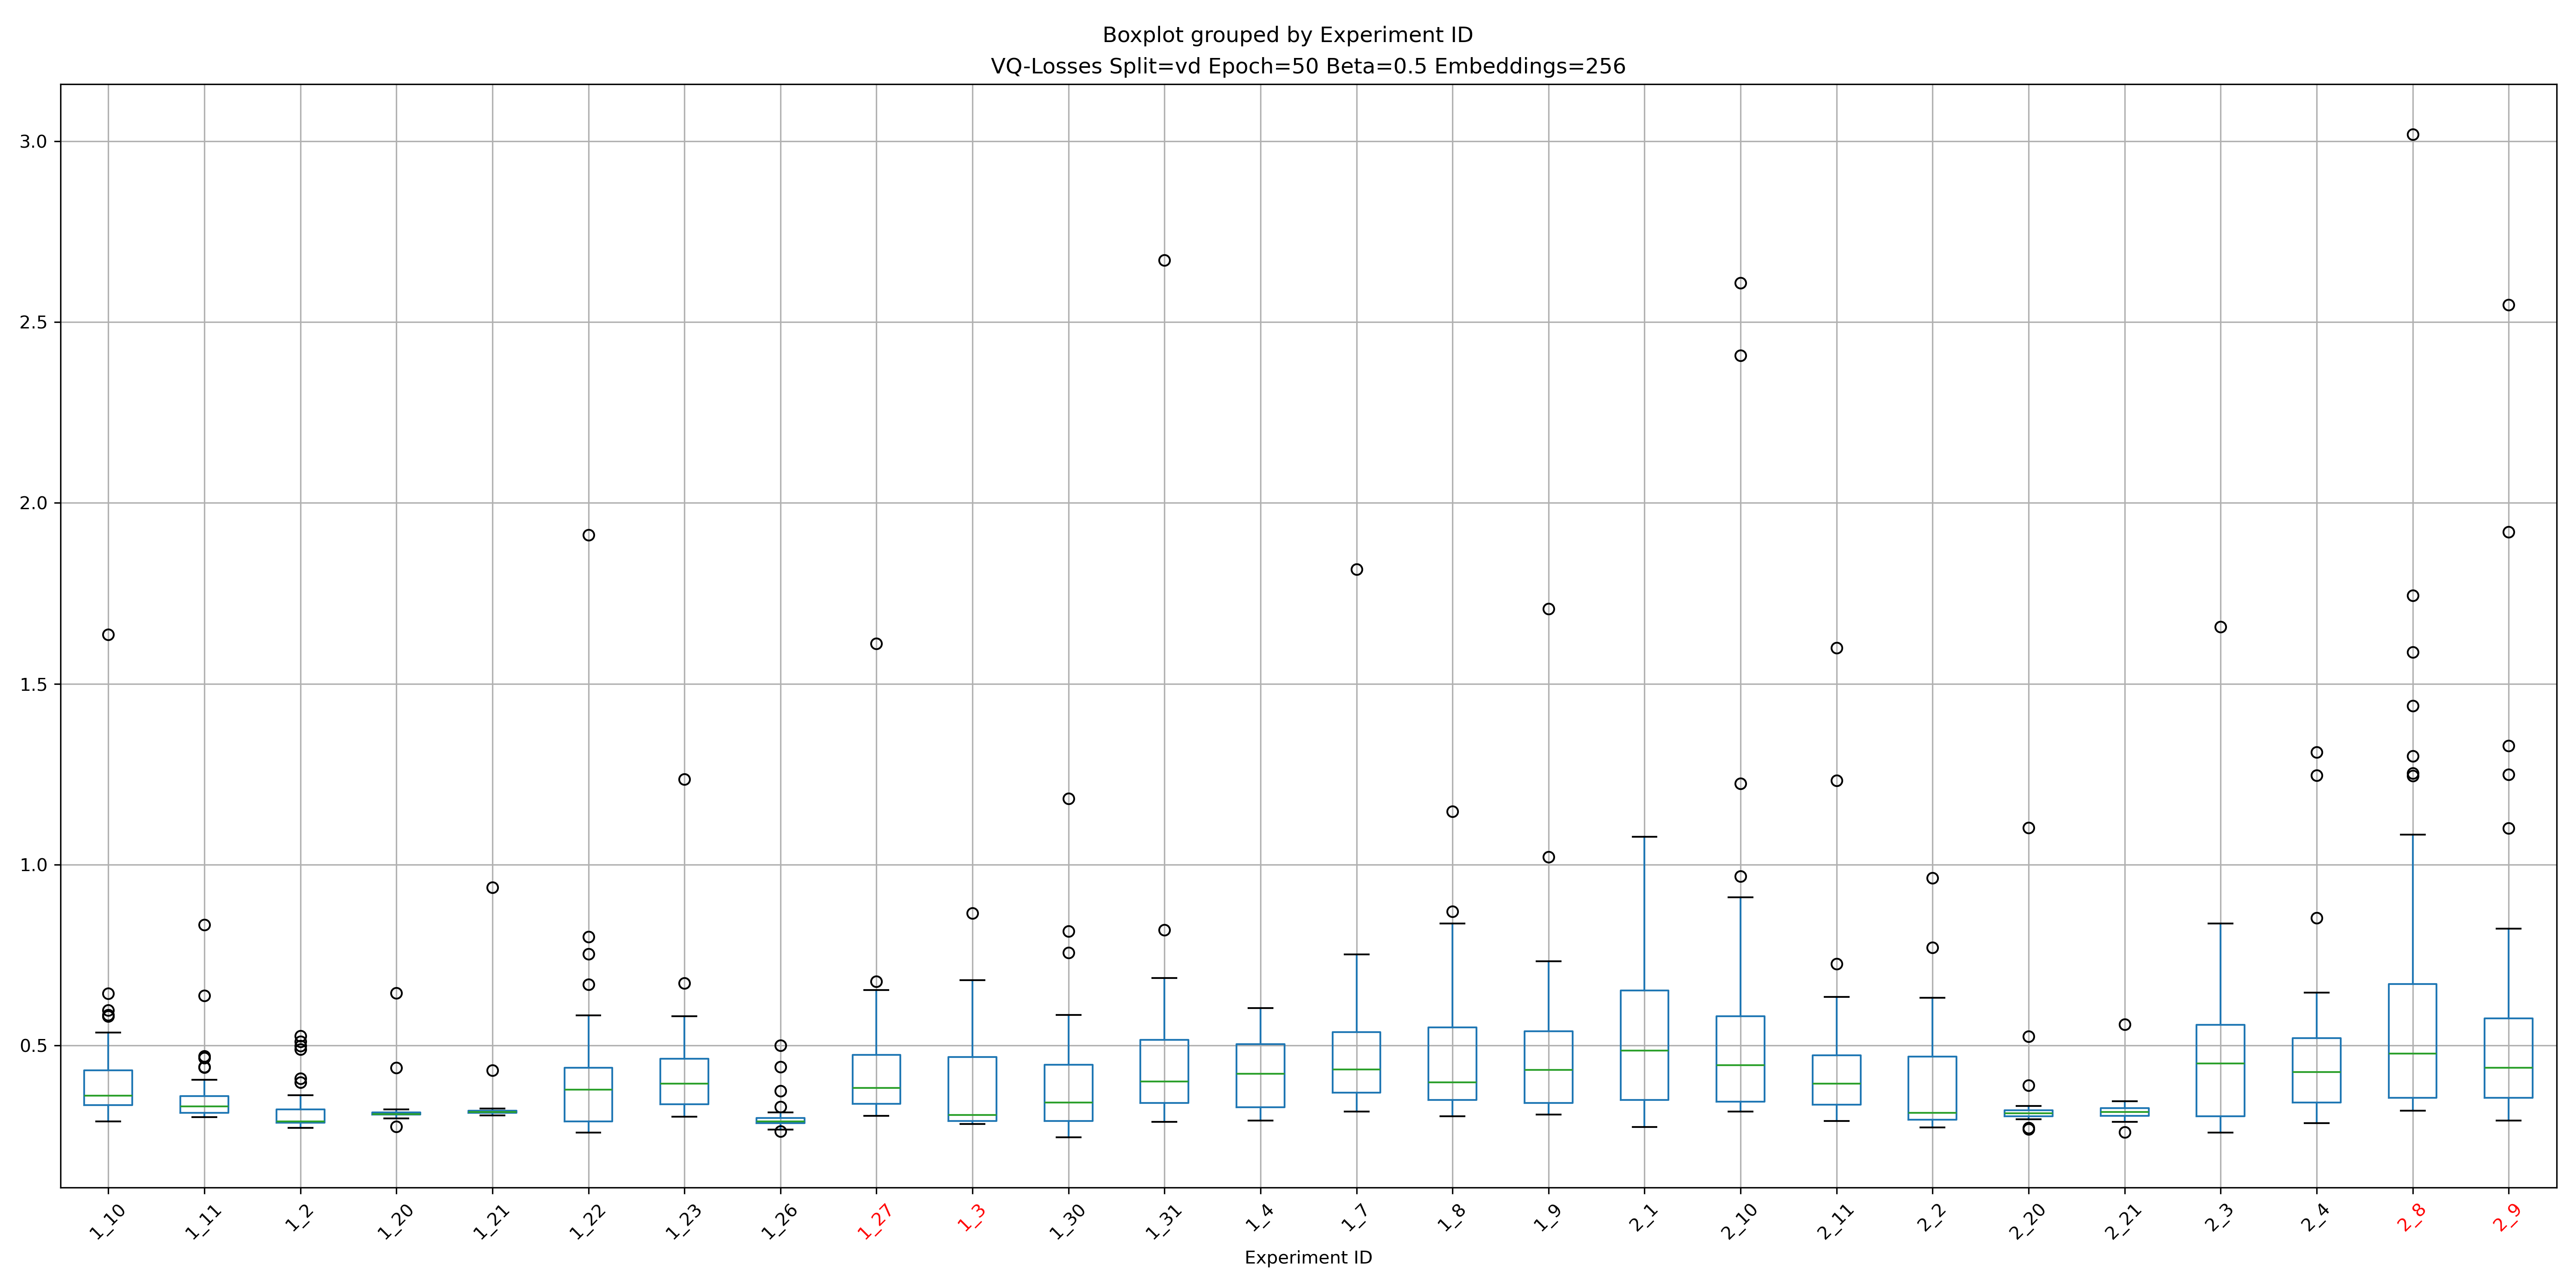 Boxplot grouped by Experiment ID
VQ-Losses Split=vd Epoch=50 Beta=0.5 Embeddings=256
3.0
2.5
2.0
1.5
1.0
0.5
1_10 1_11 1_2 1_20 1_21 1_22 1_23 1_26 1_27 1_3 1_30 1_31 1_4 1_7 1_8 1_9 2_1 2_10 2_11 2_2 2_20 2_21 2_3 2_4 2_8 2_9
Experiment ID